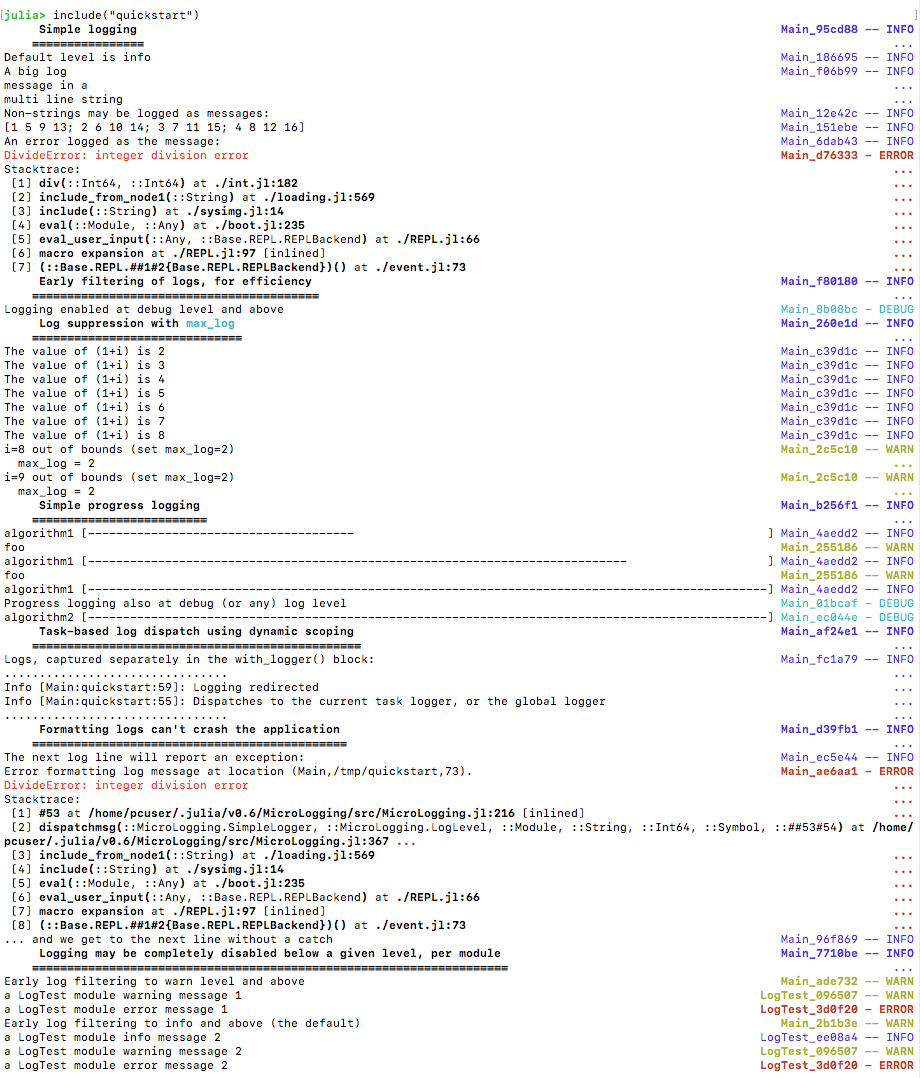 julia> include("quickstart")
Simple logging Main_95cd88 -- INFO
================ ...
Default level is info Main_186695 -- INFO
A big log Main_f06b99 -- INFO
message in a ...
multi line string ...
Non-strings may be logged as messages: Main_12e42c -- INFO
[1 5 9 13; 2 6 10 14; 3 7 11 15; 4 8 12 16] Main_151ebe -- INFO
An error logged as the message: Main_6dab43 -- INFO
DivideError: integer division error Main_d76333 - ERROR
Stacktrace: ...
[1] div(::Int64, ::Int64) at ./int.jl:182 ...
[2] include_from_node1(::String) at ./loading.jl:569 ...
[3] include(::String) at ./sysimg.jl:14 ...
[4] eval(::Module, ::Any) at ./boot.jl:235 ...
[5] eval_user_input(::Any, ::Base.REPL.REPLBackend) at ./REPL.jl:66 ...
[6] macro expansion at ./REPL.jl:97 [inlined] ...
[7] (::Base.REPL.##1#2{Base.REPL.REPLBackend})() at ./event.jl:73 ...
Early filtering of logs, for efficiency Main_f80180 -- INFO
========================================= ...
Logging enabled at debug level and above Main_8b08bc - DEBUG
Log suppression with max_log Main_260e1d -- INFO
============================== ...
The value of (1+i) is 2 Main_c39d1c -- INFO
The value of (1+i) is 3 Main_c39d1c -- INFO
The value of (1+i) is 4 Main_c39d1c -- INFO
The value of (1+i) is 5 Main_c39d1c -- INFO
The value of (1+i) is 6 Main_c39d1c -- INFO
The value of (1+i) is 7 Main_c39d1c -- INFO
The value of (1+i) is 8 Main_c39d1c -- INFO
i=8 out of bounds (set max_log=2) Main_2c5c10 -- WARN
max_log = 2 ...
i=9 out of bounds (set max_log=2) Main_2c5c10 -- WARN
max_log = 2 ...
Simple progress logging Main_b256f1 -- INFO
========================= ...
algorithm1 [-------------------------------------- ] Main_4aedd2 -- INFO
foo Main_255186 -- WARN
algorithm1 [----------------------------------------------------------------------------- ] Main_4aedd2 -- INFO
foo Main_255186 -- WARN
algorithm1 [-------------------------------------------------------------------------------------------------] Main_4aedd2 -- INFO
Progress logging also at debug (or any) log level Main_01bcaf - DEBUG
algorithm2 [-------------------------------------------------------------------------------------------------] Main_ec044e - DEBUG
Task-based log dispatch using dynamic scoping Main_af24e1 -- INFO
=============================================== ...
Logs, captured separately in the with_logger() block: Main_fc1a79 -- INFO
................................ ...
Info [Main:quickstart:59]: Logging redirected ...
Info [Main:quickstart:55]: Dispatches to the current task logger, or the global logger ...
................................ ...
Formatting logs can't crash the application Main_d39fb1 -- INFO
============================================= ...
The next log line will report an exception: Main_ec5e44 -- INFO
Error formatting log message at location (Main,/tmp/quickstart,73). Main_ae6aa1 - ERROR
DivideError: integer division error ...
Stacktrace: ...
[1] #53 at /home/pcuser/.julia/v0.6/MicroLogging/src/MicroLogging.jl:216 [inlined] ...
[2] dispatchmsg(::MicroLogging.SimpleLogger, ::MicroLogging.LogLevel, ::Module, ::String, ::Int64, ::Symbol, ::##53#54) at /home/
pcuser/.julia/v0.6/MicroLogging/src/MicroLogging.jl:367 ...
[3] include_from_node1(::String) at ./loading.jl:569 ...
[4] include(::String) at ./sysimg.jl:14 ...
[5] eval(::Module, ::Any) at ./boot.jl:235 ...
[6] eval_user_input(::Any, ::Base.REPL.REPLBackend) at ./REPL.jl:66 ...
[7] macro expansion at ./REPL.jl:97 [inlined] ...
[8] (::Base.REPL.##1#2{Base.REPL.REPLBackend})() at ./event.jl:73 ...
... and we get to the next line without a catch Main_96f869 -- INFO
Logging may be completely disabled below a given level, per module Main_7710be -- INFO
==================================================================== ...
Early log filtering to warn level and above Main_ade732 -- WARN
a LogTest module warning message 1 LogTest_096507 -- WARN
a LogTest module error message 1 LogTest_3d0f20 - ERROR
Early log filtering to info and above (the default) Main_2b1b3e -- WARN
a LogTest module info message 2 LogTest_ee08a4 -- INFO
a LogTest module warning message 2 LogTest_096507 -- WARN
a LogTest module error message 2 LogTest_3d0f20 - ERROR